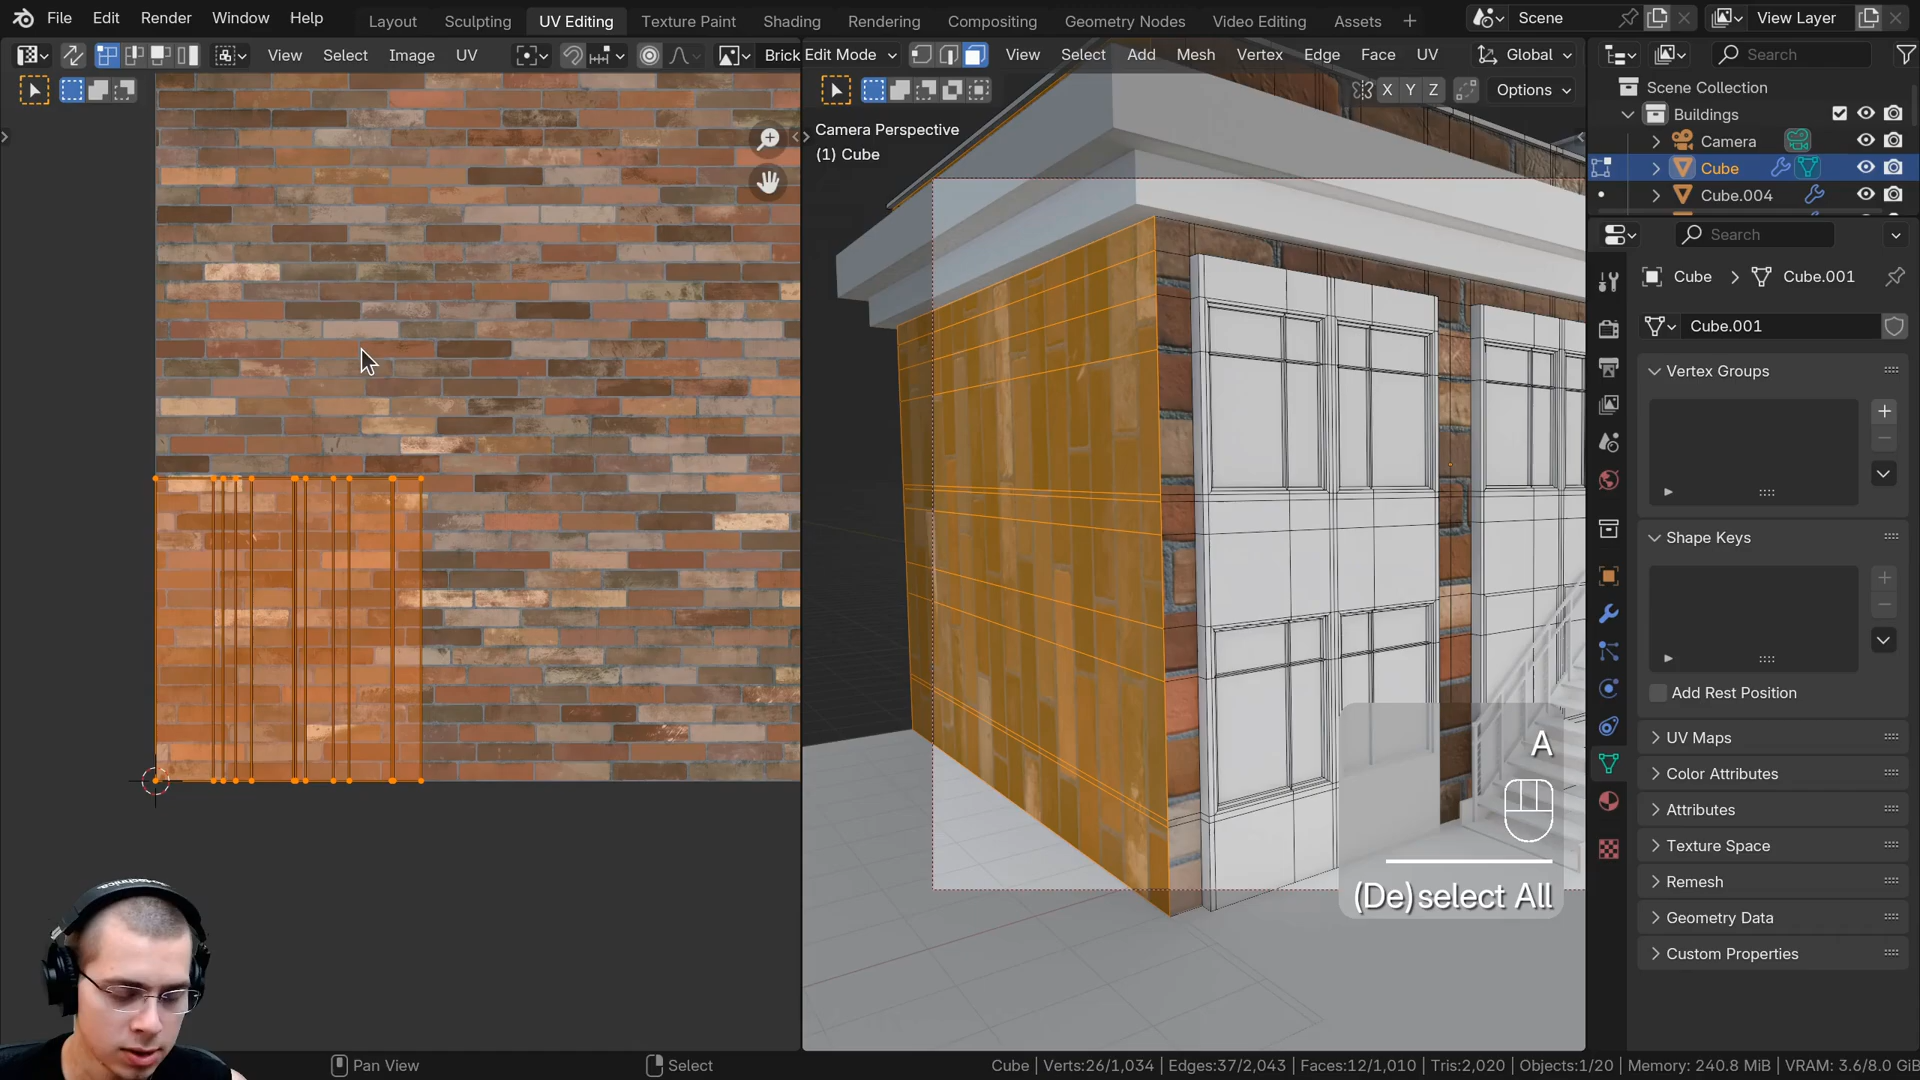 File Edit Render Window Help Layout Sculpting UV Editing Texture Paint Shading Rendering Compositing Geometry Nodes Video Editing Assets + Scene View Layer
View Select Image UV Brick Edit Mode View Select Add Mesh Vertex Edge Face UV Global Search
X Y Z Options
Scene Collection
Buildings
Camera
Cube
Cube.004
Camera Perspective
(1) Cube
Search
Cube > Cube.001
Cube.001
Vertex Groups
Shape Keys
Add Rest Position
UV Maps
Color Attributes
Attributes
Texture Space
Remesh
Geometry Data
Custom Properties
A
(De)select All
Pan View Select Cube | Verts:26/1,034 | Edges:37/2,043 | Faces:12/1,010 | Tris:2,020 | Objects:1/20 | Memory: 240.8 MiB | VRAM: 3.6/8.0 GiB